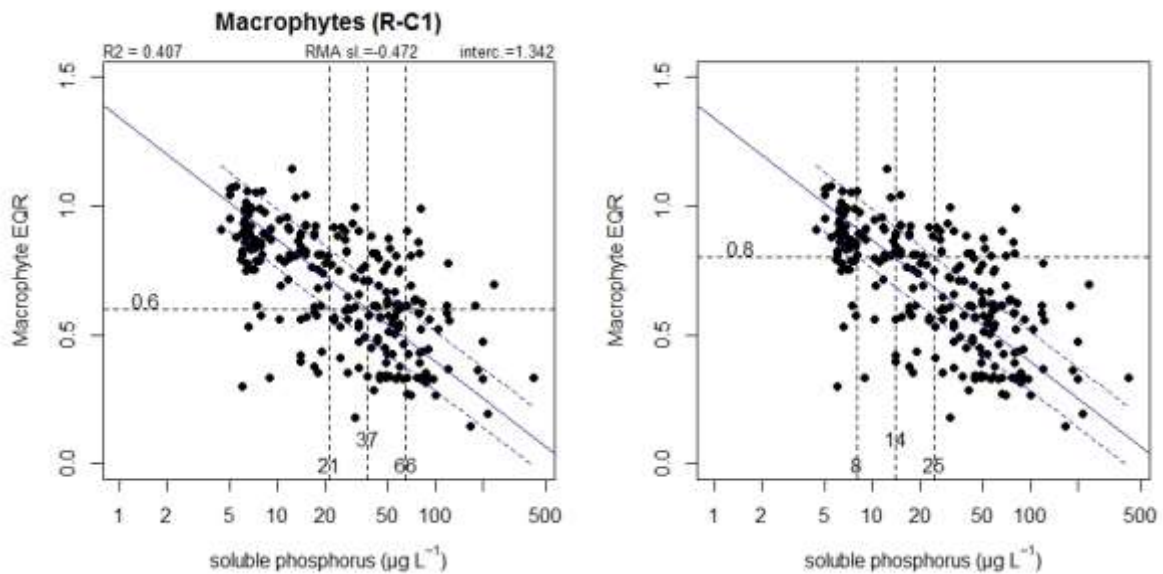 Macrophytes (R-C1)
R2 = 0.407 RMA sl.=-0.472 interc.=1.342
1.5
1.0
0.5
0.0
Macrophyte EQR
0.6
37
21 66
1 2 5 10 20 50 100 500
soluble phosphorus (µg L⁻¹)
1.5
1.0
0.5
0.0
Macrophyte EQR
0.8
14
8 25
1 2 5 10 20 50 100 500
soluble phosphorus (µg L⁻¹)